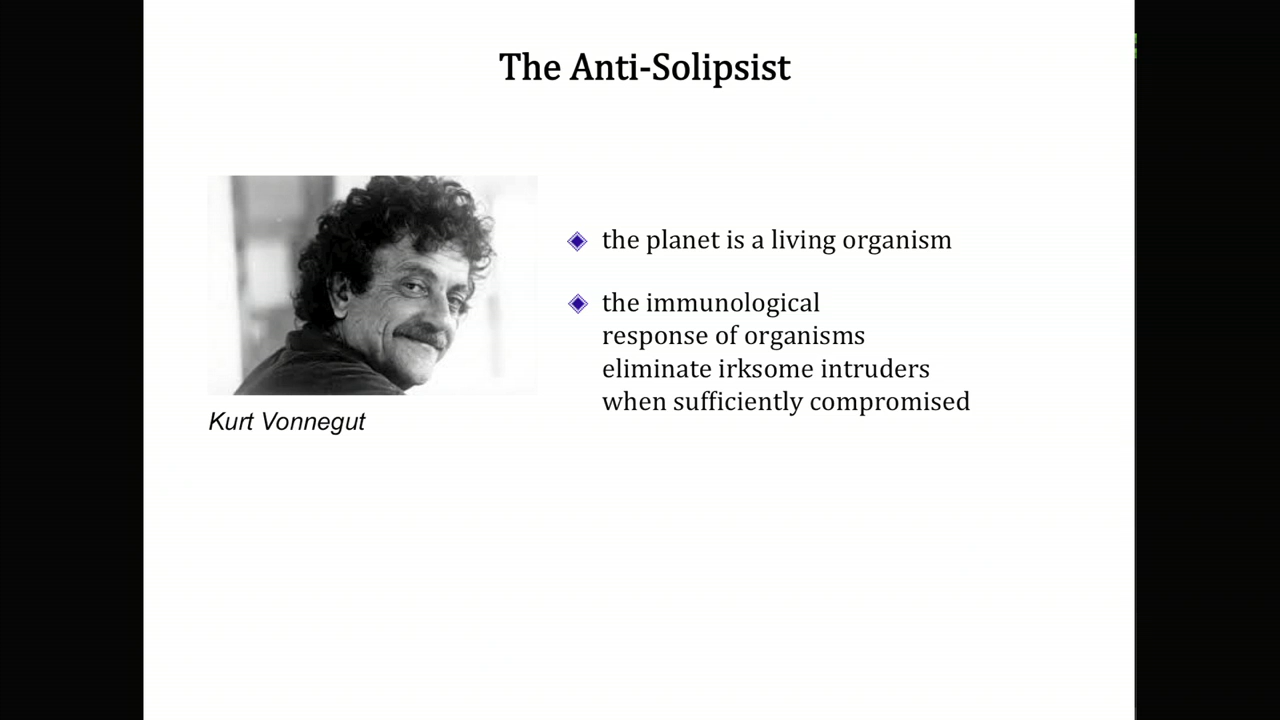 The Anti-Solipsist
the planet is a living organism
the immunological
response of organisms
eliminate irksome intruders
when sufficiently compromised
Kurt Vonnegut